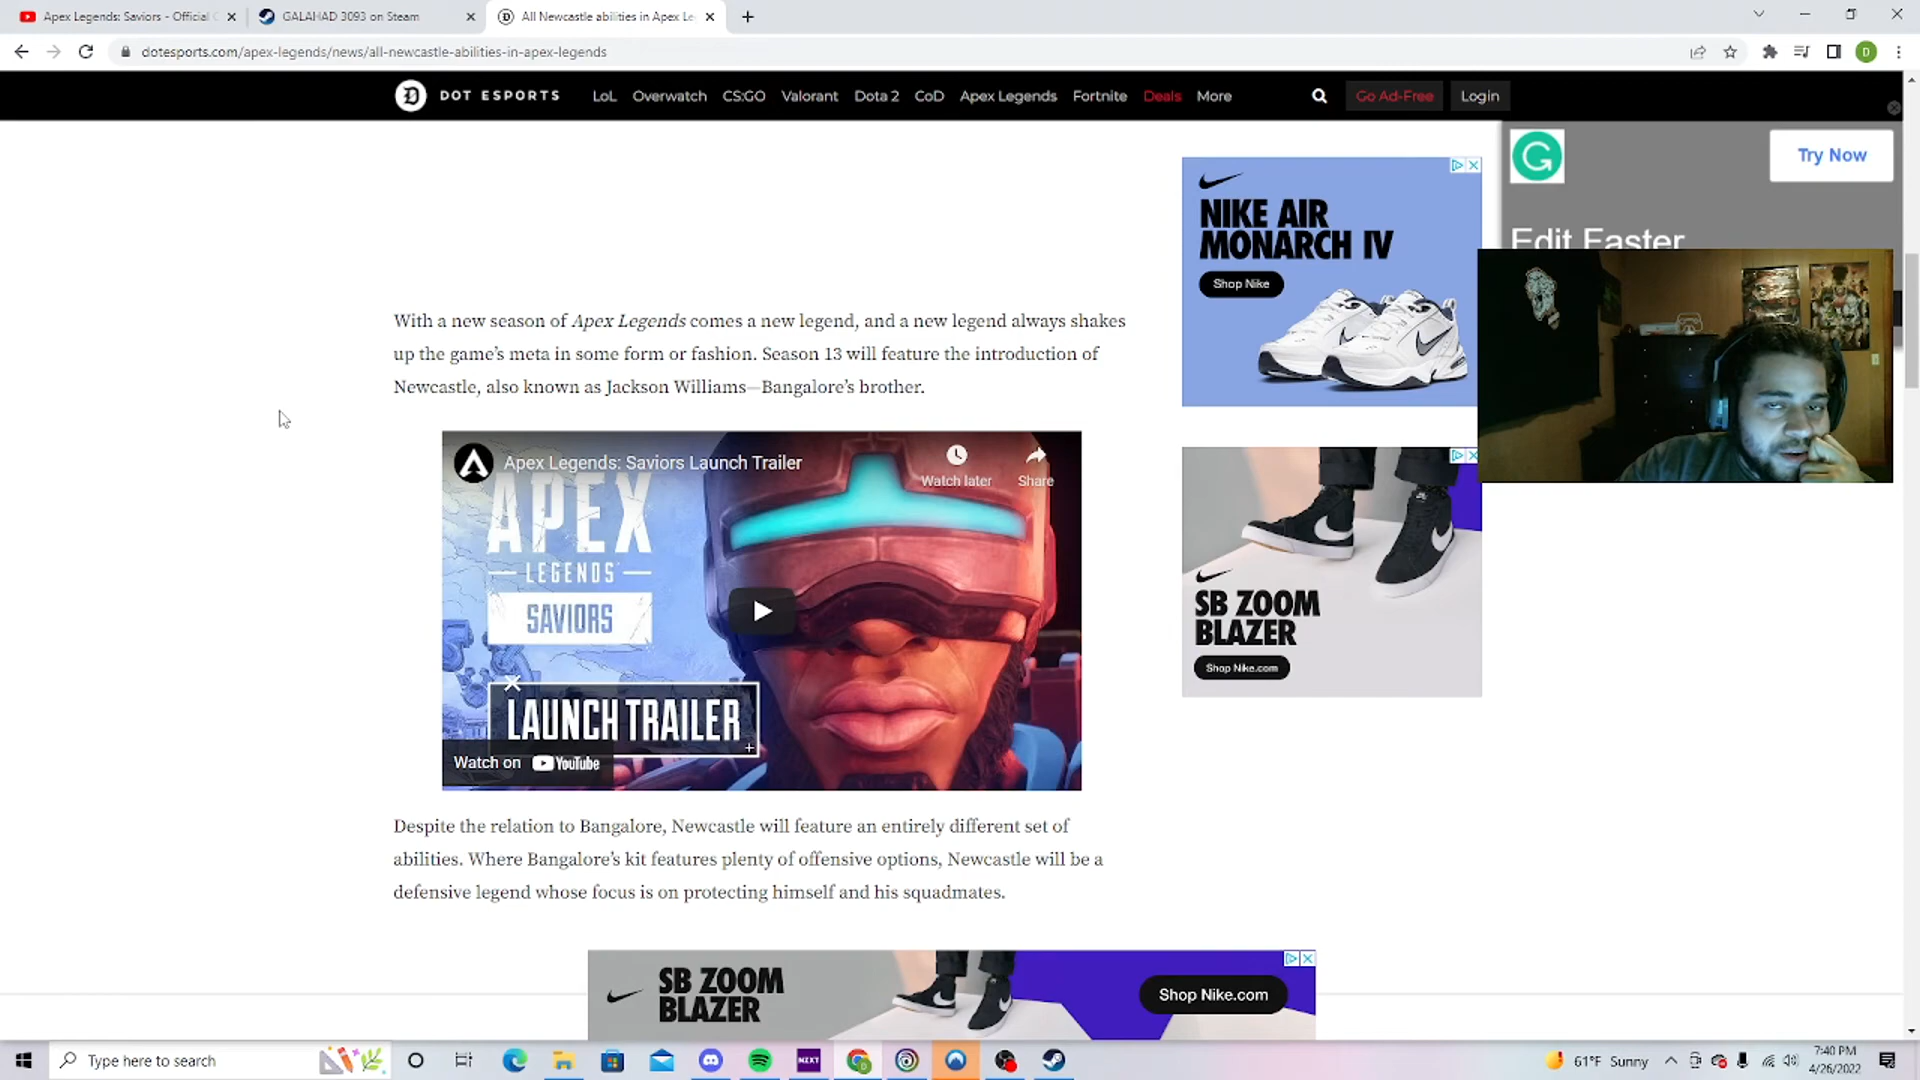 Apex Legends: Saviors - Official
GALAHAD 3093 on Steam
All Newcastle abilities in Apex Le
dotesports.com/apex-legends/news/all-newcastle-abilities-in-apex-legends
D
DOT ESPORTS
LoL
Overwatch
CS:GO
Valorant
Dota 2
CoD
Apex Legends
Fortnite
Deals
More
Go Ad-Free
Login
Try Now
Edit Faster
NIKE AIR
MONARCH IV
Shop Nike
With a new season of Apex Legends comes a new legend, and a new legend always shakes
up the game's meta in some form or fashion. Season 13 will feature the introduction of
Newcastle, also known as Jackson Williams—Bangalore's brother.
Apex Legends: Saviors Launch Trailer
Watch later
Share
APEX
LEGENDS
SAVIORS
LAUNCH TRAILER
Watch on YouTube
SB ZOOM
BLAZER
Shop Nike.com
Despite the relation to Bangalore, Newcastle will feature an entirely different set of
abilities. Where Bangalore's kit features plenty of offensive options, Newcastle will be a
defensive legend whose focus is on protecting himself and his squadmates.
SB ZOOM
BLAZER
Shop Nike.com
Type here to search
NEXT
61°F Sunny
7:40 PM
4/26/2022